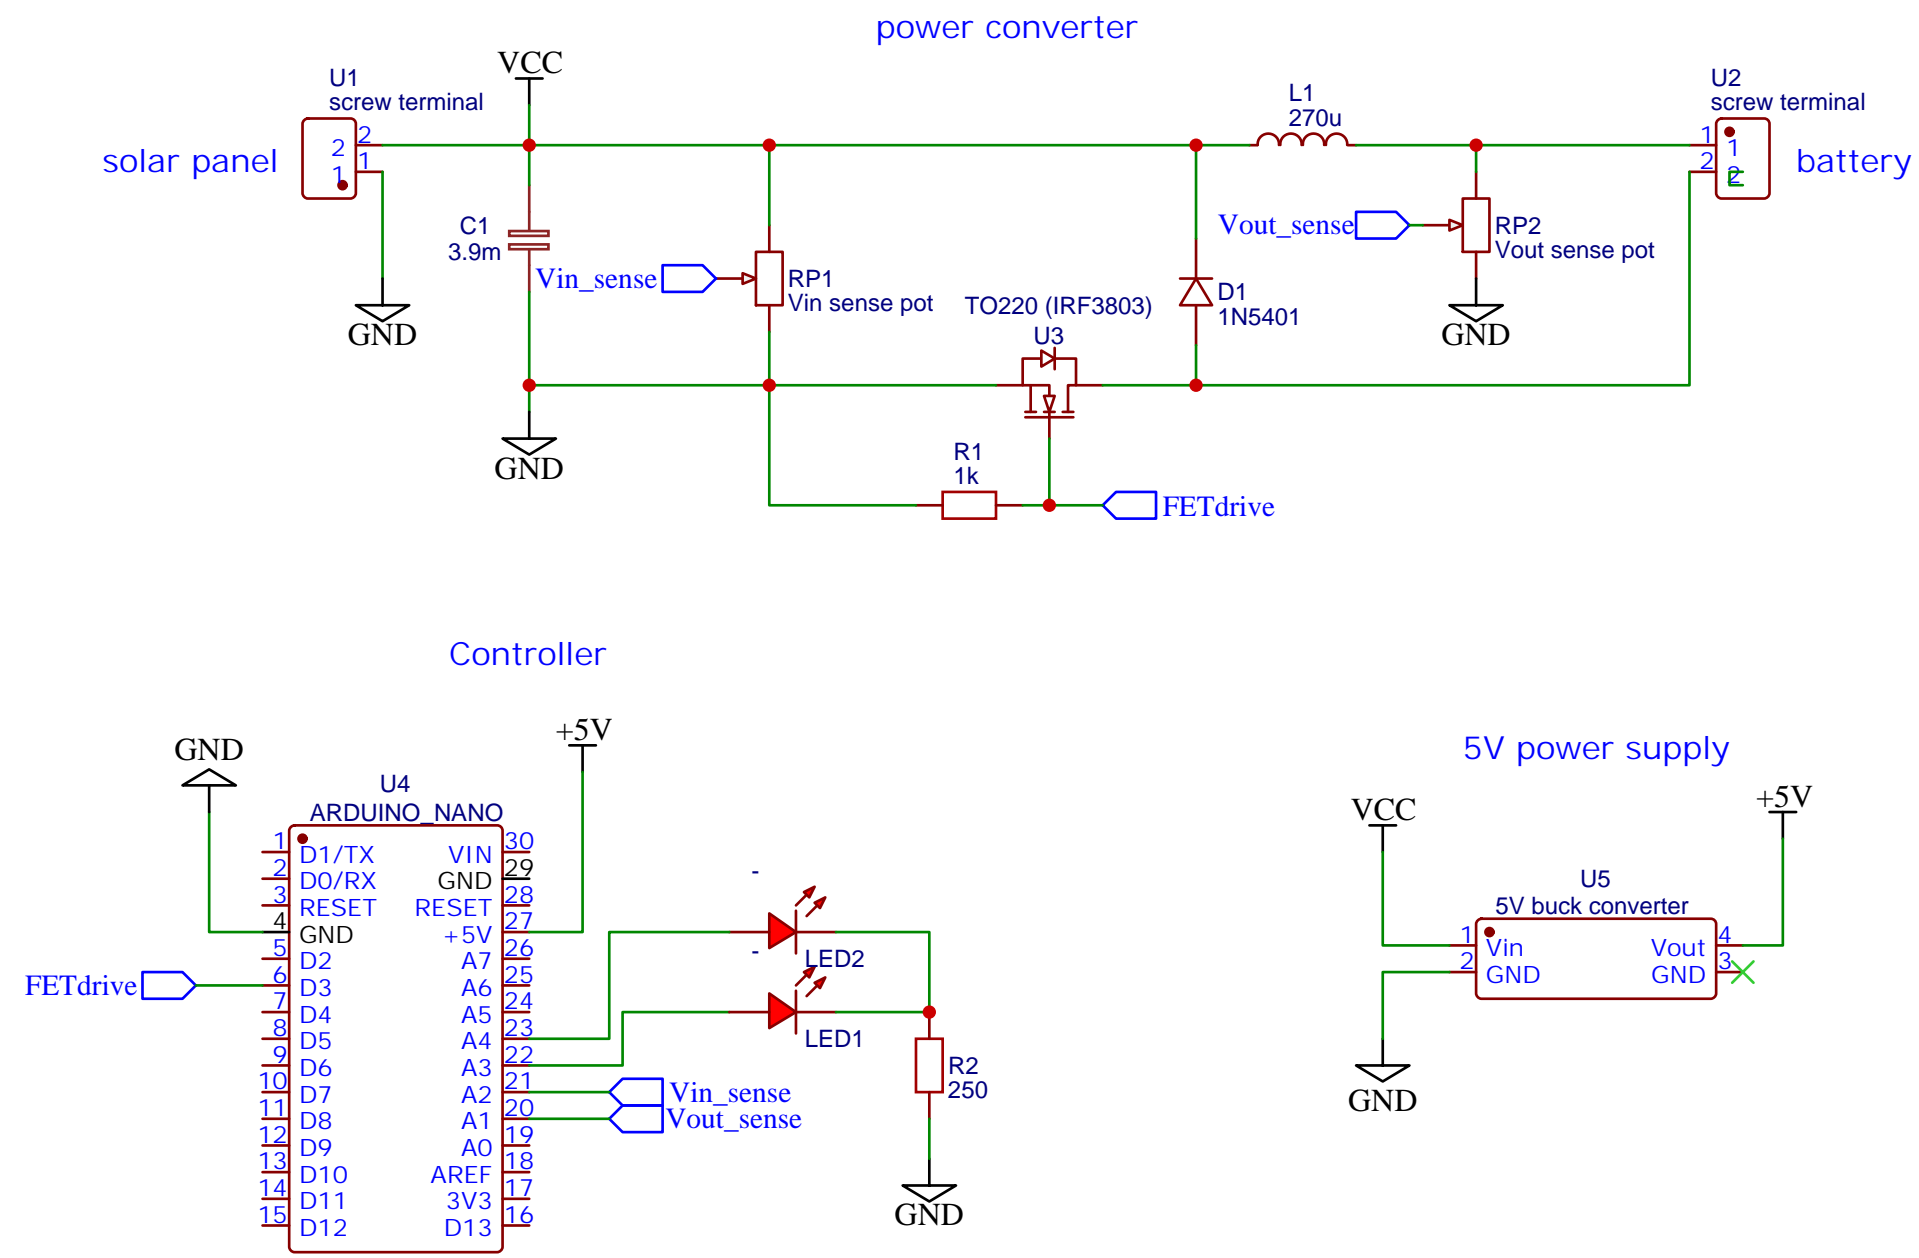 power converter
VCC
U1
screw terminal
2
2
1
1
solar panel
GND
C1
3.9m
Vin_sense
RP1
Vin sense pot
GND
TO220 (IRF3803)
U3
R1
1k
FETdrive
D1
1N5401
L1
270u
Vout_sense
RP2
Vout sense pot
GND
U2
screw terminal
1
1
2
2
battery
Controller
GND
+5V
U4
ARDUINO_NANO
1 D1/TX VIN 30
2 D0/RX GND 29
3 RESET RESET 28
4 GND +5V 27
5 D2 A7 26
FETdrive 6 D3 A6 25
7 D4 A5 24
8 D5 A4 23
9 D6 A3 22
10 D7 A2 21 Vin_sense
11 D8 A1 20 Vout_sense
12 D9 A0 19
13 D10 AREF 18
14 D11 3V3 17
15 D12 D13 16
-
LED2
-
LED1
R2
250
GND
5V power supply
VCC
+5V
U5
5V buck converter
1 Vin Vout 4
2 GND GND 3
GND